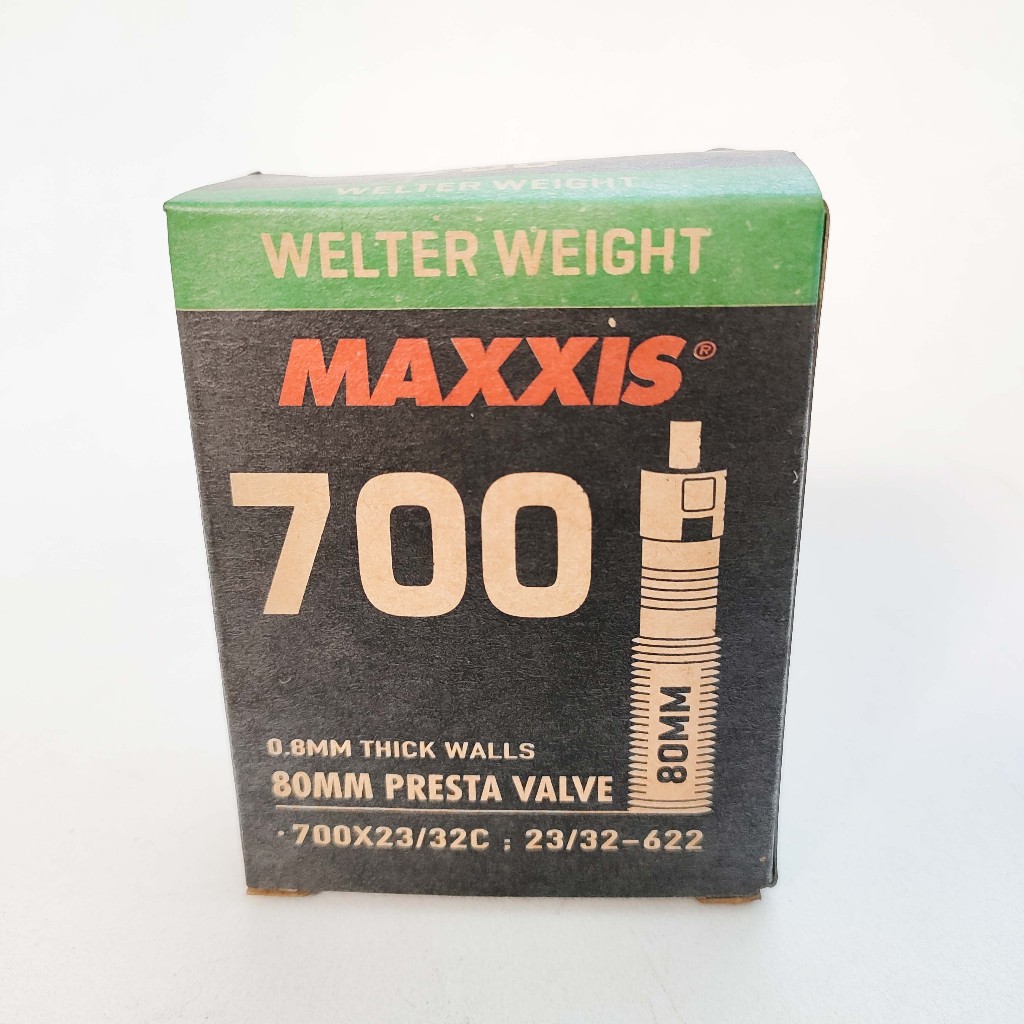 WELTER WEIGHT
WELTER WEIGHT
MAXXIS®
700
80MM
0.8MM THICK WALLS
80MM PRESTA VALVE
·700X23/32C ; 23/32-622